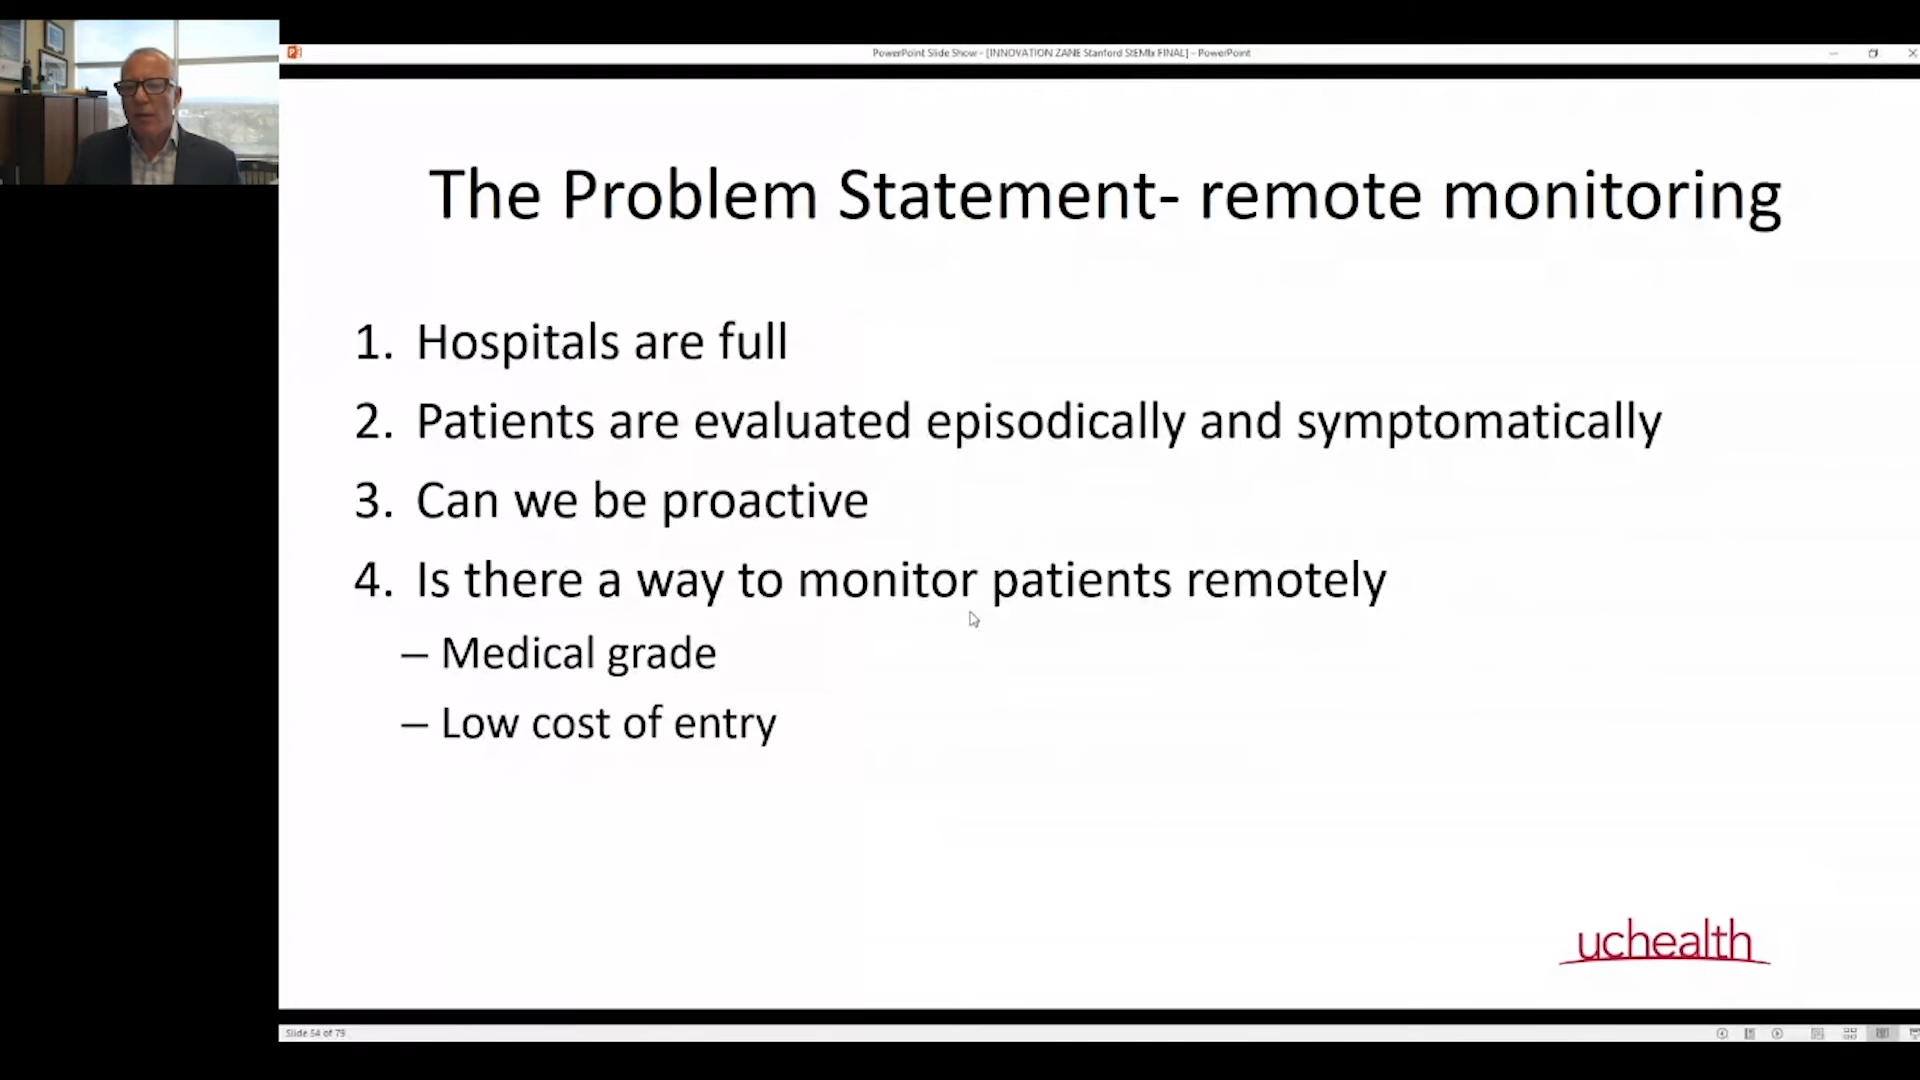 PowerPoint Slide Show - [INNOVATION ZANE Stanford StEMIx FINAL] - PowerPoint
The Problem Statement- remote monitoring
1. Hospitals are full
2. Patients are evaluated episodically and symptomatically
3. Can we be proactive
4. Is there a way to monitor patients remotely
– Medical grade
– Low cost of entry
uchealth
Slide 54 of 79